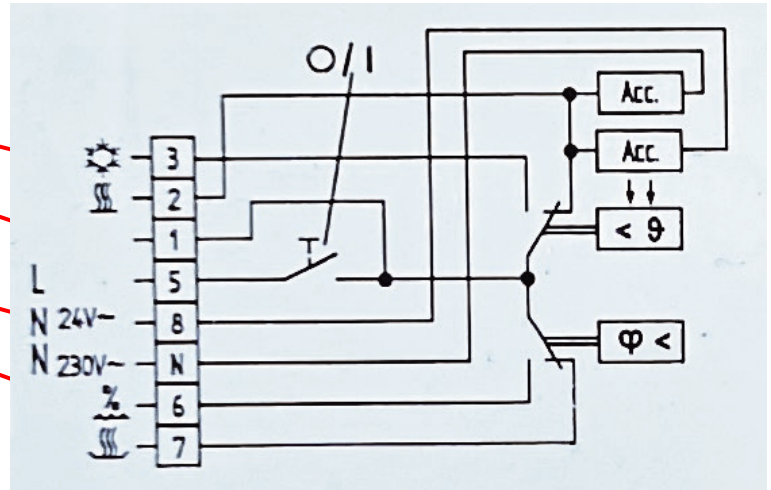 O/I
Acc.
Acc.
3
2
1
< ϑ
L 5
N 24V~ 8
N 230V~ N
φ <
% 6
7